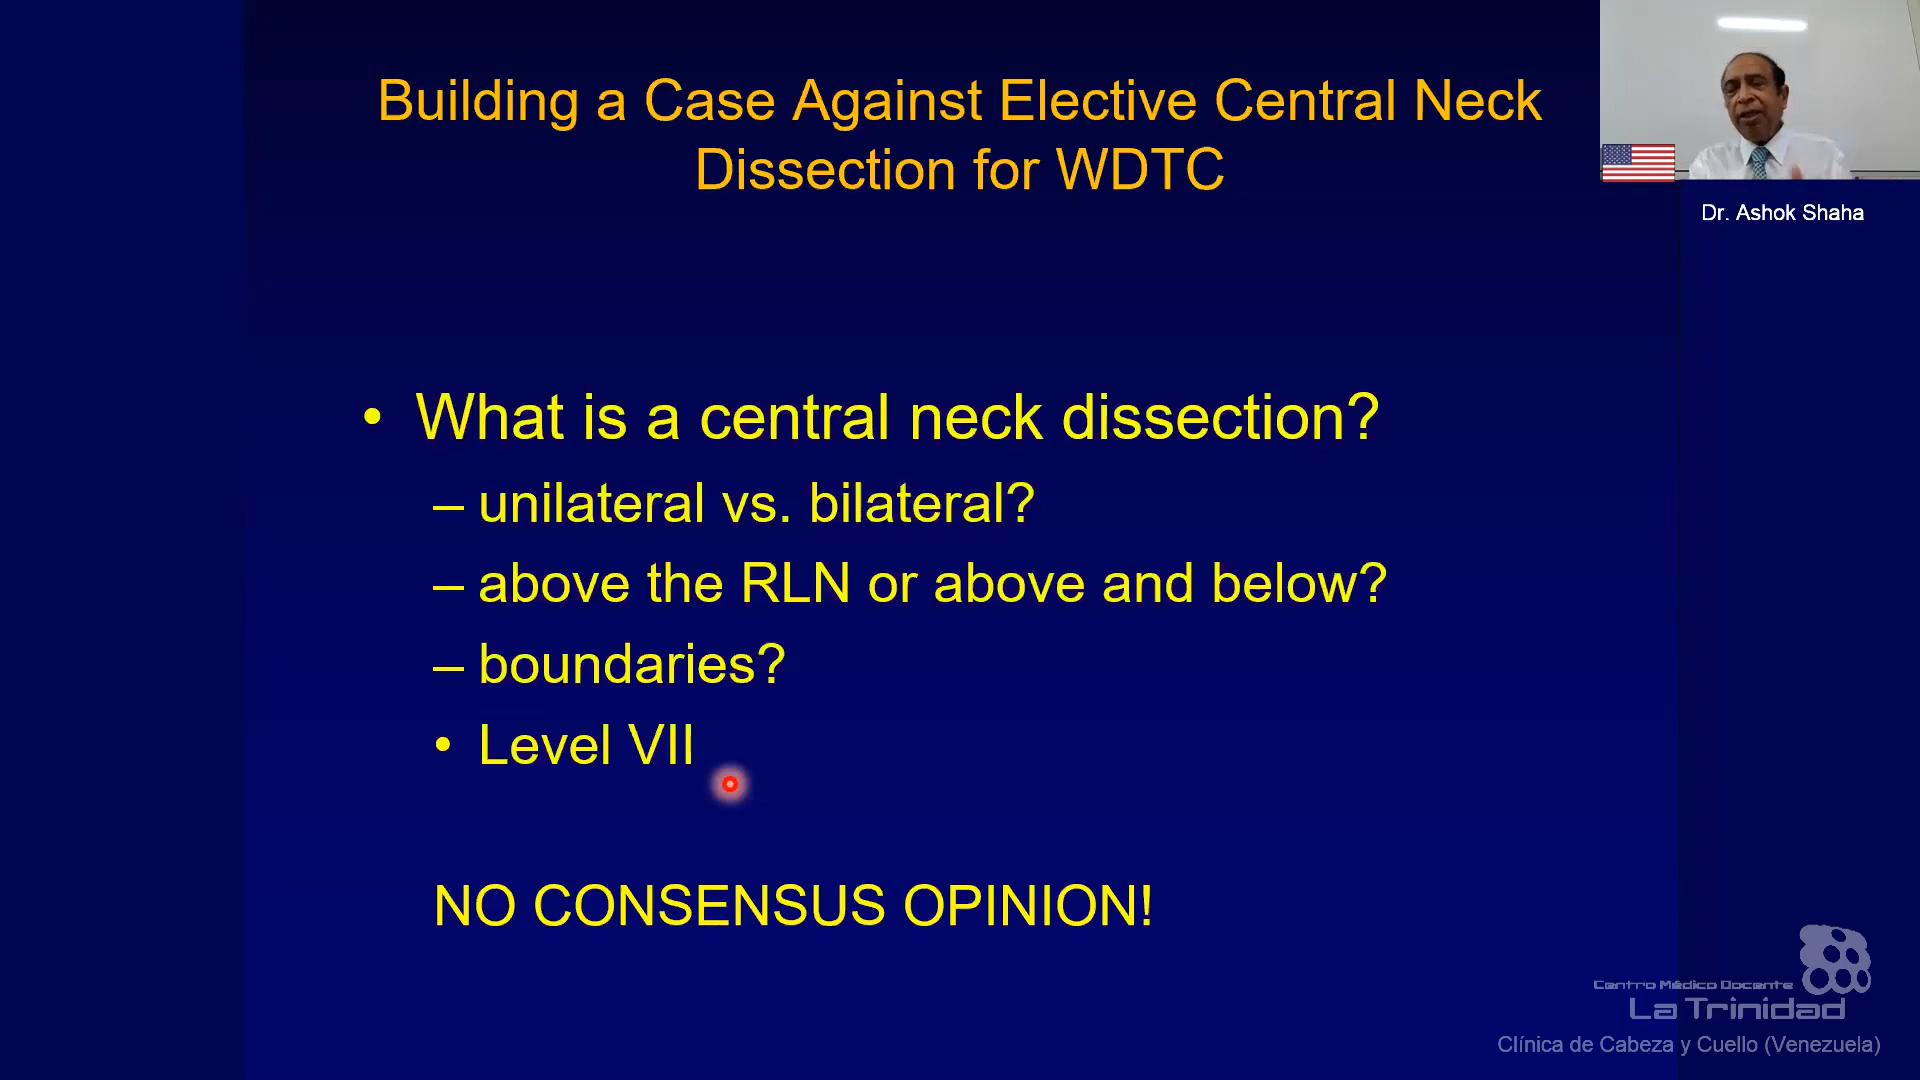 Building a Case Against Elective Central Neck
Dissection for WDTC
Dr. Ashok Shaha
• What is a central neck dissection?
– unilateral vs. bilateral?
– above the RLN or above and below?
– boundaries?
• Level VII
NO CONSENSUS OPINION!
Centro Médico Docente
La Trinidad
Clínica de Cabeza y Cuello (Venezuela)